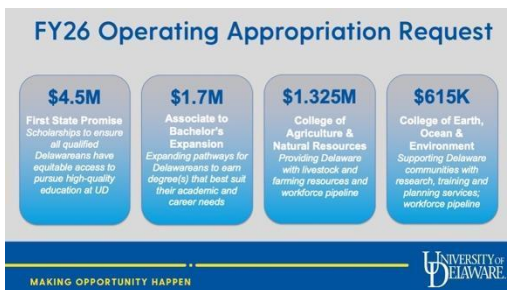 FY26 Operating Appropriation Request
$4.5M
First State Promise
Scholarships to ensure
all qualified
Delawareans have
equitable access to
pursue high-quality
education at UD
$1.7M
Associate to
Bachelor's
Expansion
Expanding pathways for
Delawareans to earn
degree(s) that best suit
their academic and
career needs
$1.325M
College of
Agriculture &
Natural Resources
Providing Delaware
with livestock and
farming resources and
workforce pipeline
$615K
College of Earth,
Ocean &
Environment
Supporting Delaware
communities with
research, training and
planning services;
workforce pipeline
MAKING OPPORTUNITY HAPPEN
UNIVERSITY OF
DELAWARE